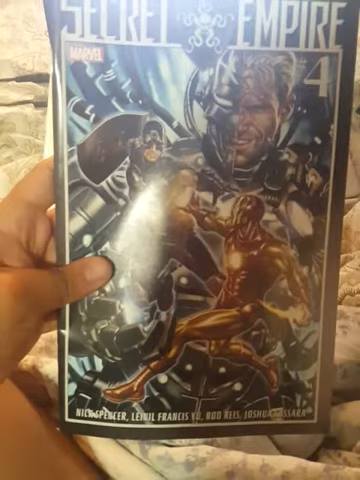 SECRET EMPIRE
MARVEL
#4
NICK SPENCER, LEINIL FRANCIS YU, ROD REIS, JOSHUA CASSARA